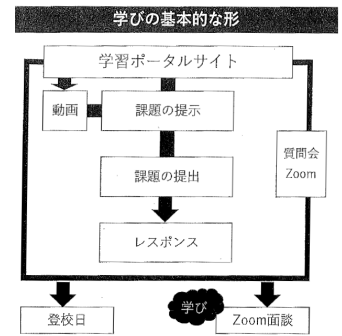 学びの基本的な形
学習ポータルサイト
動画
課題の提示
質問会
Zoom
課題の提出
レスポンス
学び
登校日
Zoom面談